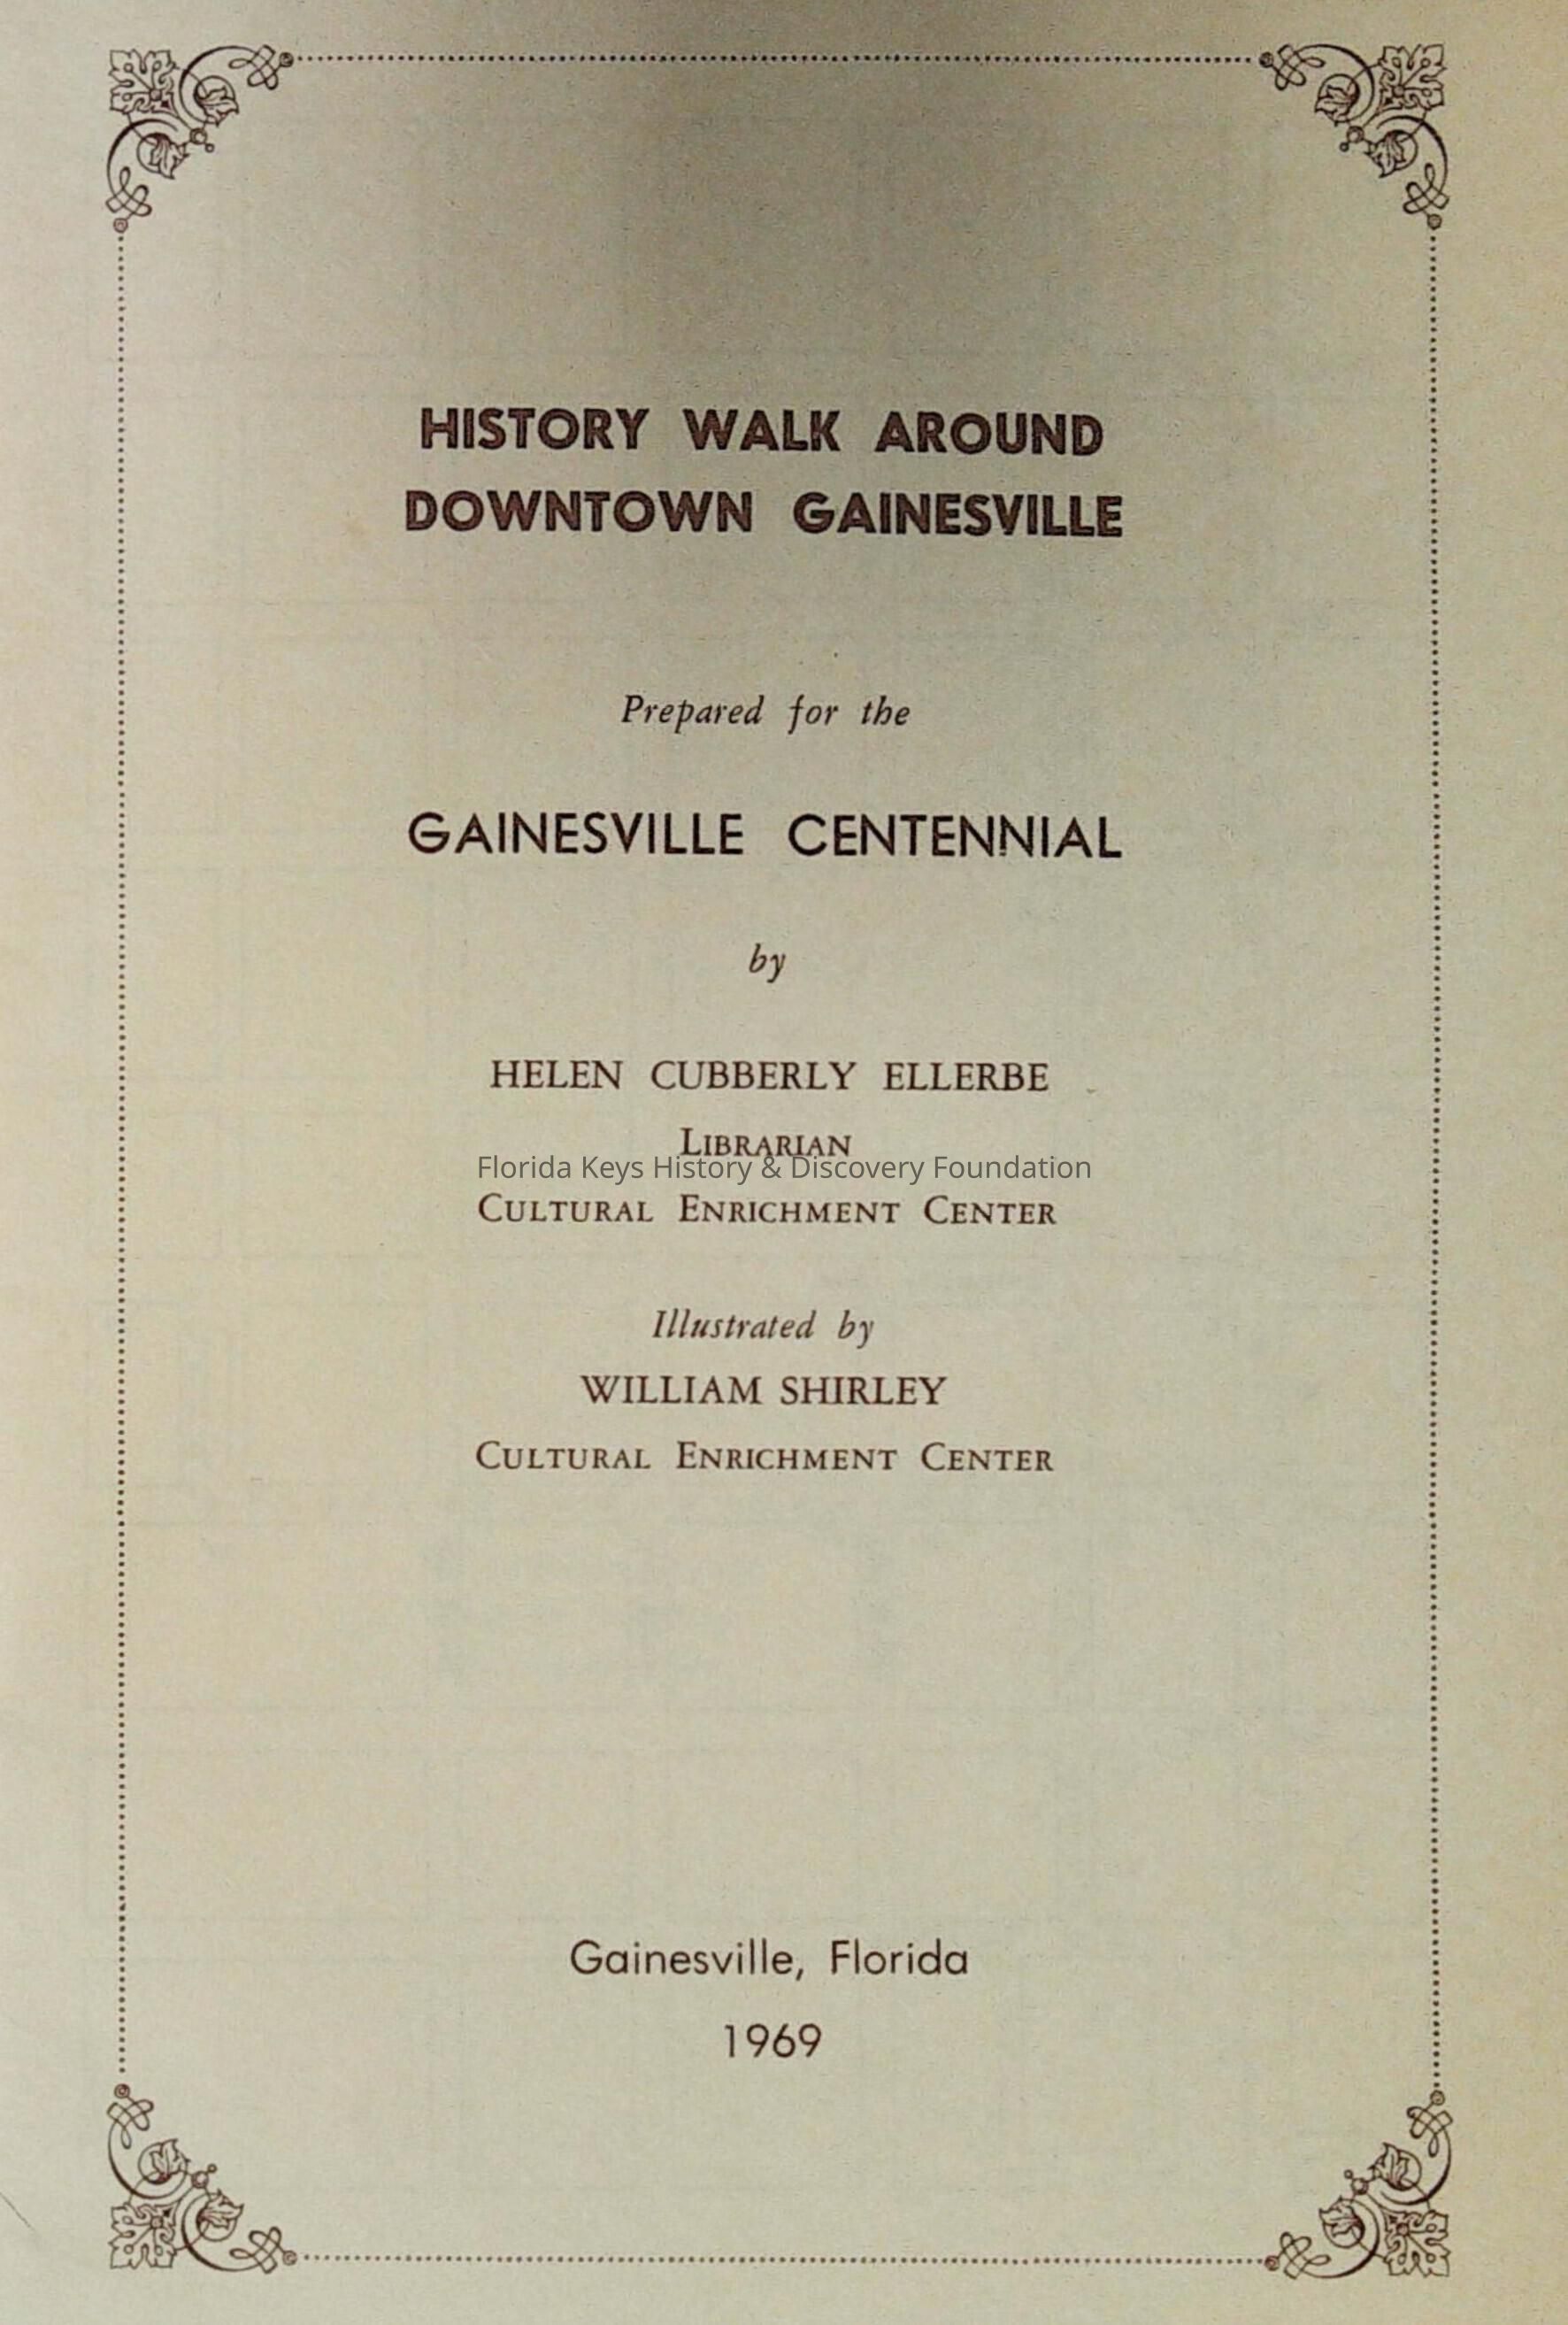 HISTORY WALK AROUND
DOWNTOWN GAINESVILLE
Prepared for the
GAINESVILLE CENTENNIAL
by
HELEN CUBBERLY ELLERBE
LIBRARIAN
Florida Keys History & Discovery Foundation
CULTURAL ENRICHMENT CENTER
Illustrated by
WILLIAM SHIRLEY
CULTURAL ENRICHMENT CENTER
Gainesville, Florida
1969